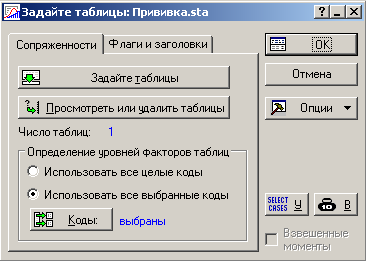 Задайте таблицы: Прививка.sta
Сопряженности
Флаги и заголовки
OK
Задайте таблицы
Отмена
Просмотреть или удалить таблицы
Опции
Число таблиц: 1
Определение уровней факторов таблиц
Использовать все целые коды
Использовать все выбранные коды
Коды: выбраны
SELECT CASES У
10 В
Взвешенные моменты